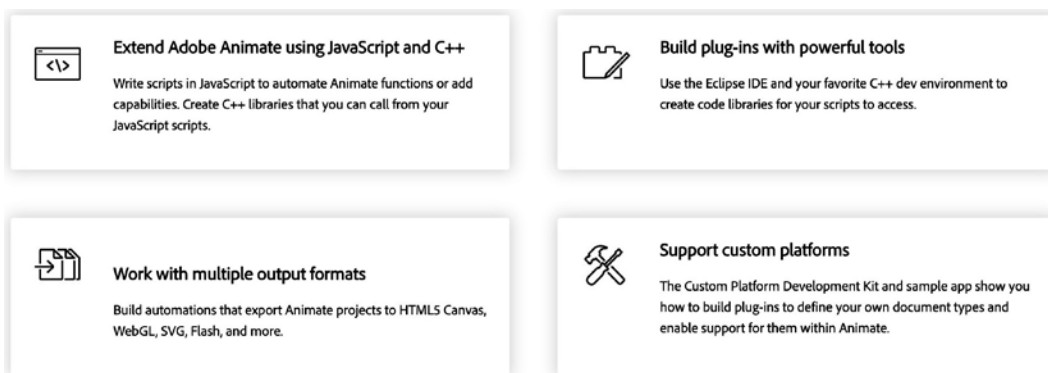 Extend Adobe Animate using JavaScript and C++
Write scripts in JavaScript to automate Animate functions or add
capabilities. Create C++ libraries that you can call from your
JavaScript scripts.
Build plug-ins with powerful tools
Use the Eclipse IDE and your favorite C++ dev environment to
create code libraries for your scripts to access.
Work with multiple output formats
Build automations that export Animate projects to HTML5 Canvas,
WebGL, SVG, Flash, and more.
Support custom platforms
The Custom Platform Development Kit and sample app show you
how to build plug-ins to define your own document types and
enable support for them within Animate.